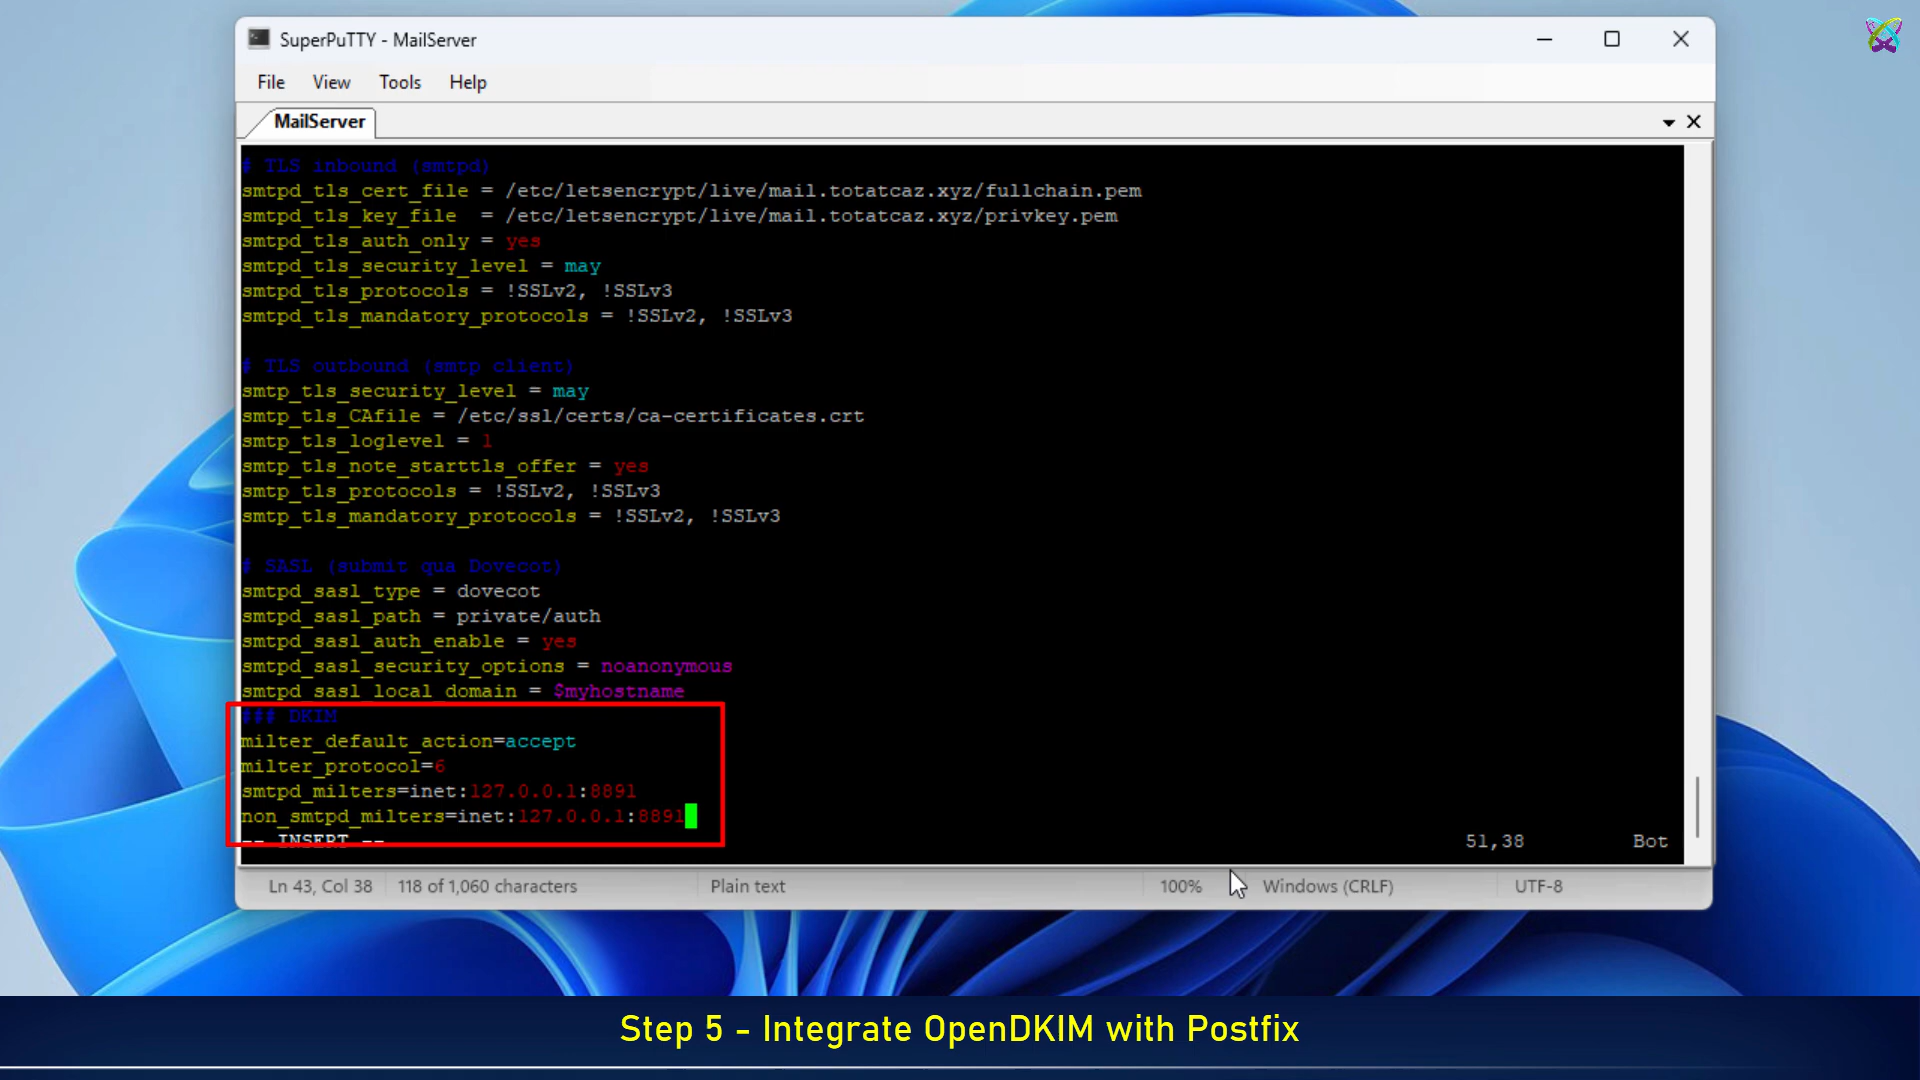 SuperPuTTY - MailServer
File View Tools Help
MailServer
# TLS inbound (smtpd)
smtpd_tls_cert_file = /etc/letsencrypt/live/mail.totatcaz.xyz/fullchain.pem
smtpd_tls_key_file  = /etc/letsencrypt/live/mail.totatcaz.xyz/privkey.pem
smtpd_tls_auth_only = yes
smtpd_tls_security_level = may
smtpd_tls_protocols = !SSLv2, !SSLv3
smtpd_tls_mandatory_protocols = !SSLv2, !SSLv3
# TLS outbound (smtp client)
smtp_tls_security_level = may
smtp_tls_CAfile = /etc/ssl/certs/ca-certificates.crt
smtp_tls_loglevel = 1
smtp_tls_note_starttls_offer = yes
smtp_tls_protocols = !SSLv2, !SSLv3
smtp_tls_mandatory_protocols = !SSLv2, !SSLv3
# SASL (submit qua Dovecot)
smtpd_sasl_type = dovecot
smtpd_sasl_path = private/auth
smtpd_sasl_auth_enable = yes
smtpd_sasl_security_options = noanonymous
smtpd_sasl_local_domain = $myhostname
### DKIM
milter_default_action=accept
milter_protocol=6
smtpd_milters=inet:127.0.0.1:8891
non_smtpd_milters=inet:127.0.0.1:8891
-- INSERT -- 51,38 Bot
Ln 43, Col 38 118 of 1,060 characters Plain text 100% Windows (CRLF) UTF-8
Step 5 - Integrate OpenDKIM with Postfix